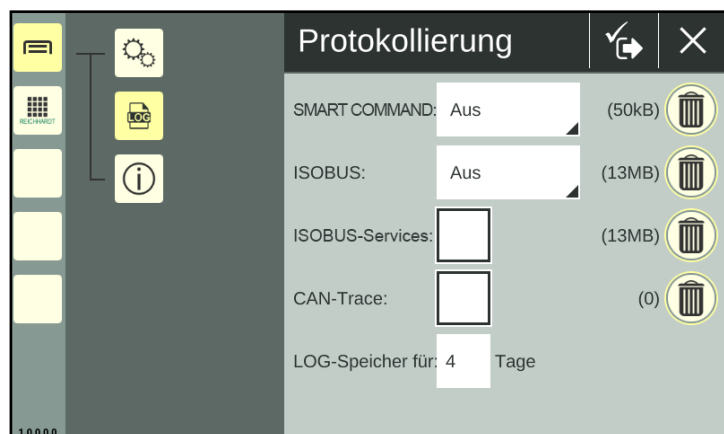 Protokollierung
REICHHARDT
LOG
SMART COMMAND: Aus (50kB)
ISOBUS: Aus (13MB)
ISOBUS-Services: (13MB)
CAN-Trace: (0)
LOG-Speicher für: 4 Tage